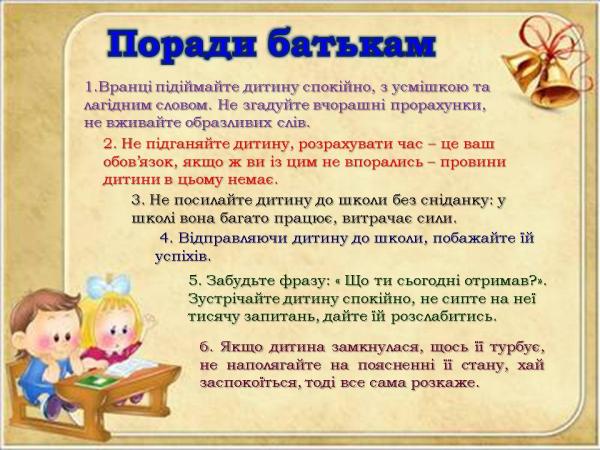 Поради батькам
1.Вранці підіймайте дитину спокійно, з усмішкою та
лагідним словом. Не згадуйте вчорашні прорахунки,
не вживайте образливих слів.
2. Не підганяйте дитину, розрахувати час – це ваш
обов'язок, якщо ж ви із цим не впорались – провини
дитини в цьому немає.
3. Не посилайте дитину до школи без сніданку: у
школі вона багато працює, витрачає сили.
4. Відправляючи дитину до школи, побажайте їй
успіхів.
5. Забудьте фразу: « Що ти сьогодні отримав?».
Зустрічайте дитину спокійно, не сипте на неї
тисячу запитань, дайте їй розслабитись.
6. Якщо дитина замкнулася, щось її турбує,
не наполягайте на поясненні її стану, хай
заспокоїться, тоді все сама розкаже.